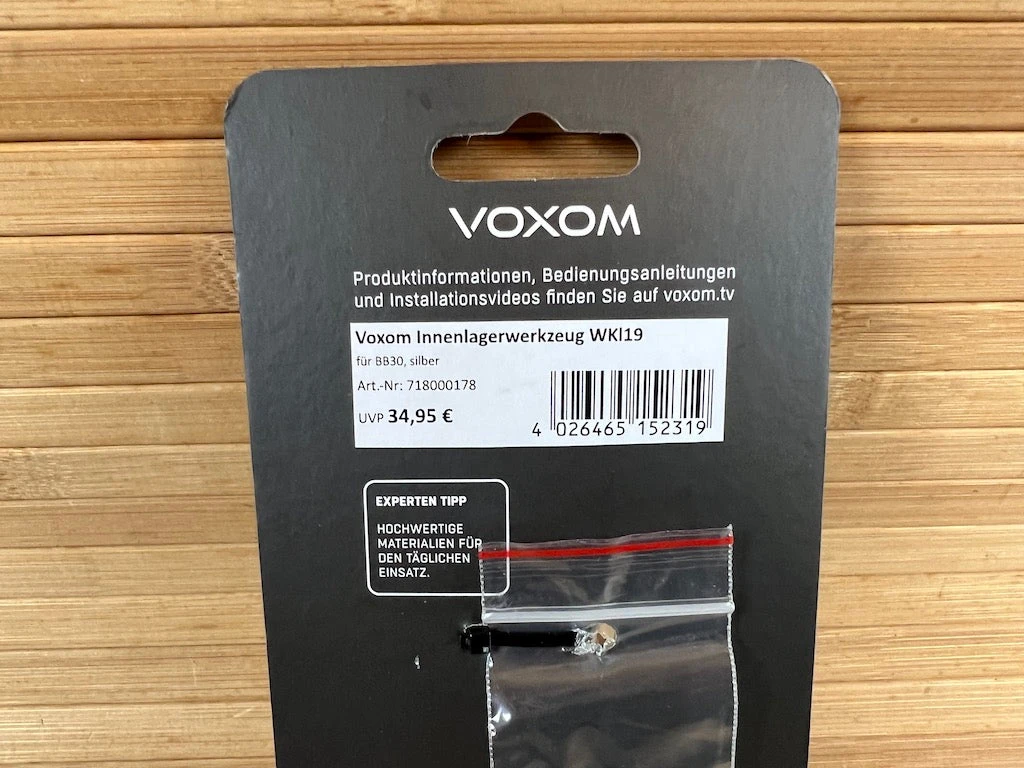 VOXOM
Produktinformationen, Bedienungsanleitungen
und Installationsvideos finden Sie auf voxom.tv
Voxom Innenlagerwerkzeug WKl19
für BB30, silber
Art.-Nr: 718000178
UVP 34,95 €
4 026465 152319
EXPERTEN TIPP
HOCHWERTIGE
MATERIALIEN FÜR
DEN TÄGLICHEN
EINSATZ.